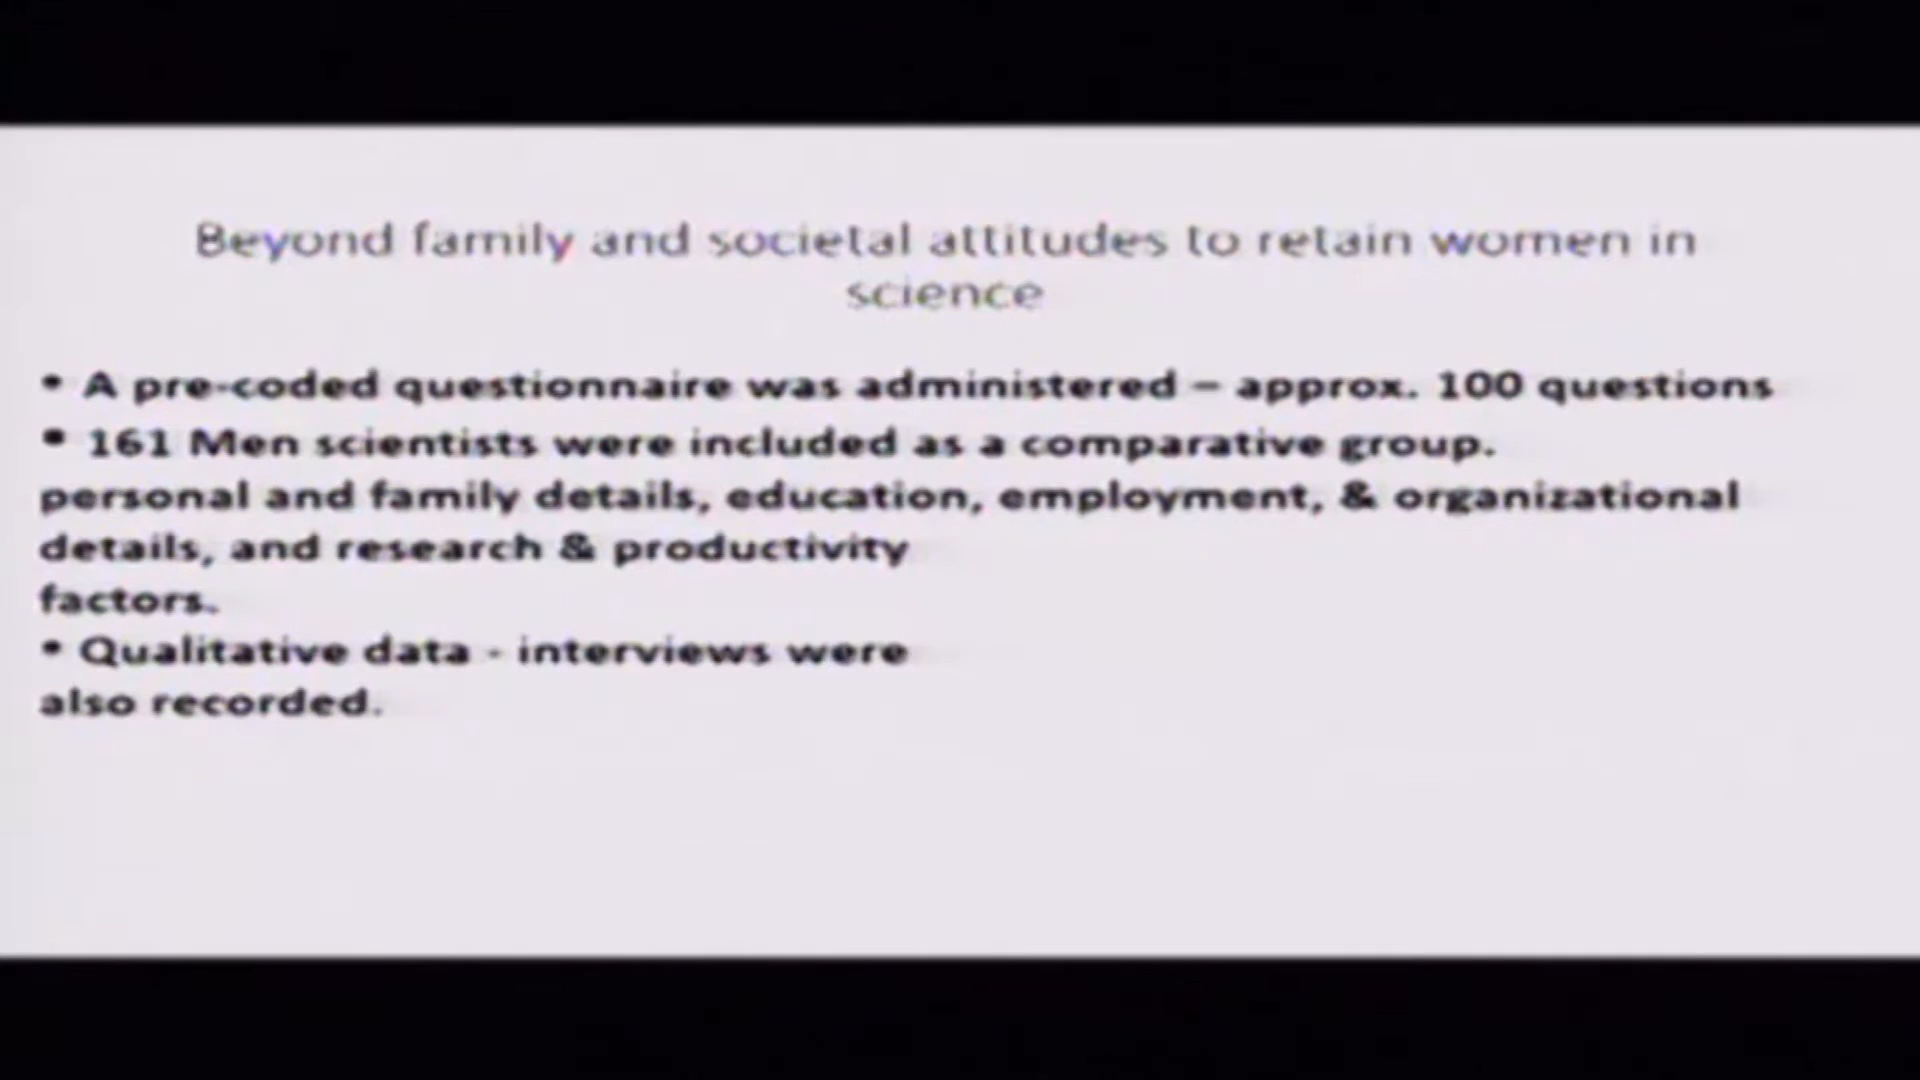 Beyond family and societal attitudes to retain women in
science
• A pre-coded questionnaire was administered – approx. 100 questions
• 161 Men scientists were included as a comparative group.
personal and family details, education, employment, & organizational
details, and research & productivity
factors.
• Qualitative data - interviews were
also recorded.